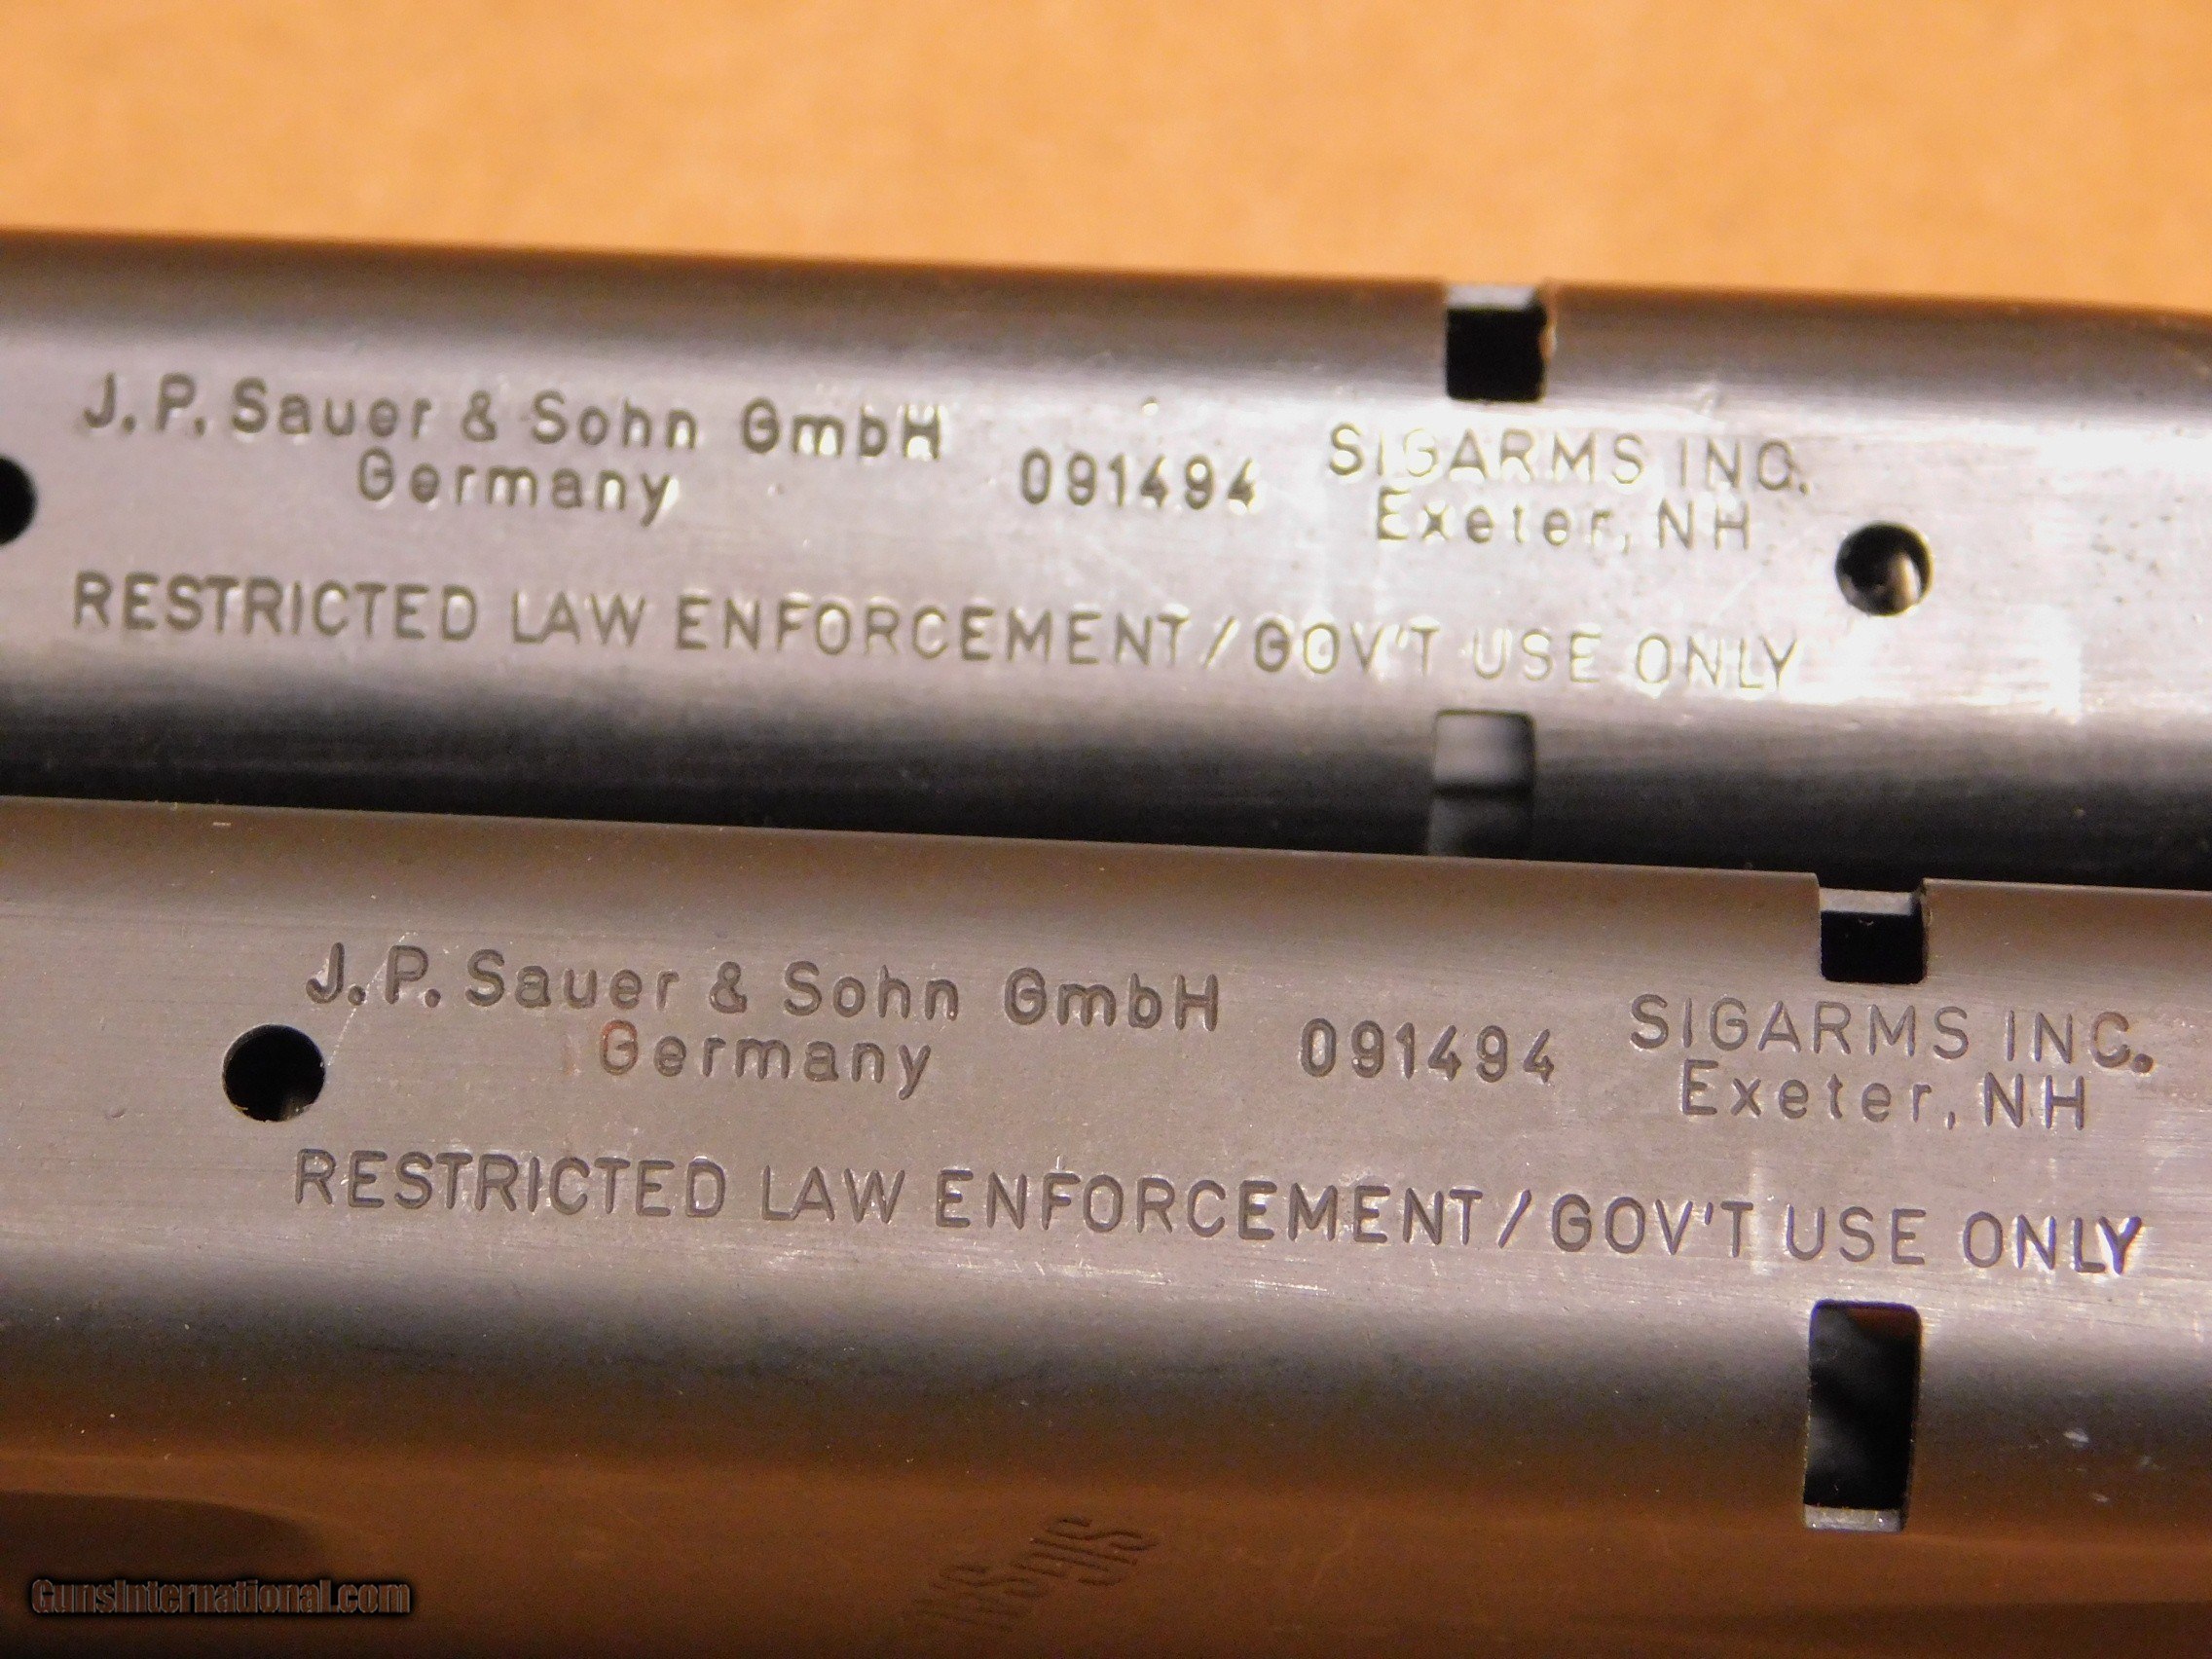 J.P. Sauer & Sohn GmbH
Germany
091494
SIGARMS INC.
Exeter, NH
RESTRICTED LAW ENFORCEMENT/GOV'T USE ONLY
J.P. Sauer & Sohn GmbH
Germany
091494
SIGARMS INC.
Exeter, NH
RESTRICTED LAW ENFORCEMENT/GOV'T USE ONLY
GunsInternational.com